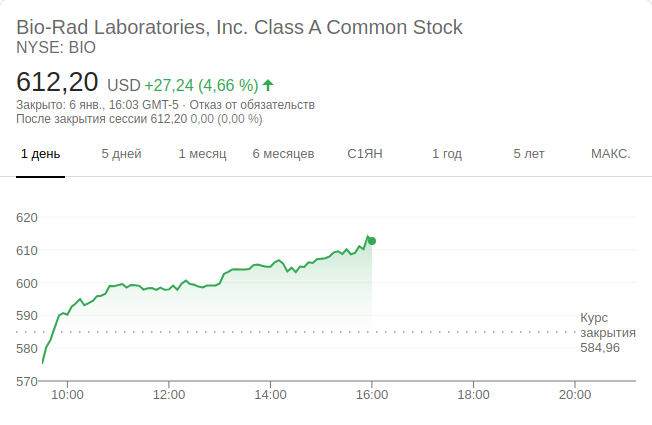 Bio-Rad Laboratories, Inc. Class A Common Stock
NYSE: BIO
612,20 USD +27,24 (4,66 %)
Закрыто: 6 янв., 16:03 GMT-5 · Отказ от обязательств
После закрытия сессии 612,20 0,00 (0,00 %)
1 день 5 дней 1 месяц 6 месяцев С1ЯН 1 год 5 лет МАКС.
620
610
600
590
580
570
Курс
закрытия
584,96
10:00 12:00 14:00 16:00 18:00 20:00